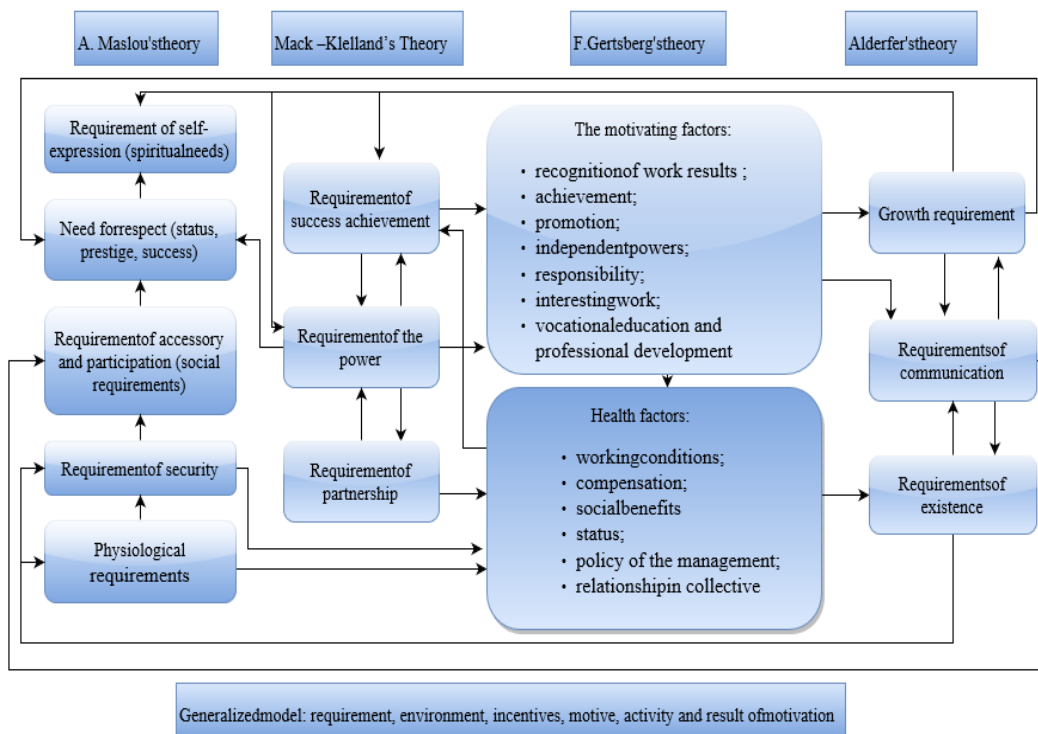 A. Maslou'stheory
Mack –Klelland's Theory
F.Gertsberg'stheory
Alderfer'stheory
Requirement of self-
expression (spiritualneeds)
Need forrespect (status,
prestige, success)
Requirementof accessory
and participation (social
requirements)
Requirementof security
Physiological
requirements
Requirementof
success achievement
Requirementof the
power
Requirementof
partnership
The motivating factors:
• recognitionof work results ;
• achievement;
• promotion;
• independentpowers;
• responsibility;
• interestingwork;
• vocationaleducation and
professional development
Health factors:
• workingconditions;
• compensation;
• socialbenefits
• status;
• policy of the management;
• relationshipin collective
Growth requirement
Requirementsof
communication
Requirementsof
existence
Generalizedmodel: requirement, environment, incentives, motive, activity and result ofmotivation